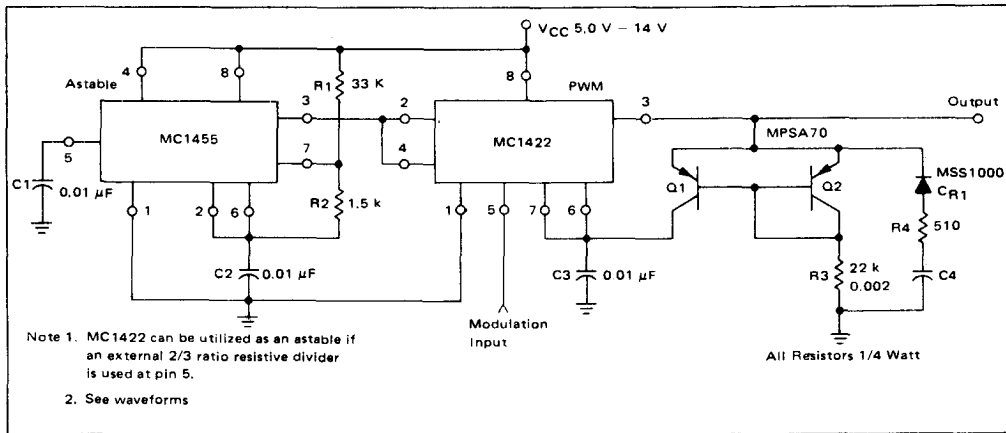 VCC 5.0 V – 14 V
Astable
4
8
R1
33 K
8
PWM
3
2
3
Output
MC1455
MC1422
MPSA70
5
7
4
MSS1000
CR1
C1
0.01 µF
Q1
Q2
R2
1.5 k
R4
510
1
2
6
1
5
7
6
C2
0.01 µF
C3
0.01 µF
R3
22 k
0.002
C4
Modulation
Input
Note 1. MC1422 can be utilized as an astable if
an external 2/3 ratio resistive divider
is used at pin 5.
2. See waveforms
All Resistors 1/4 Watt